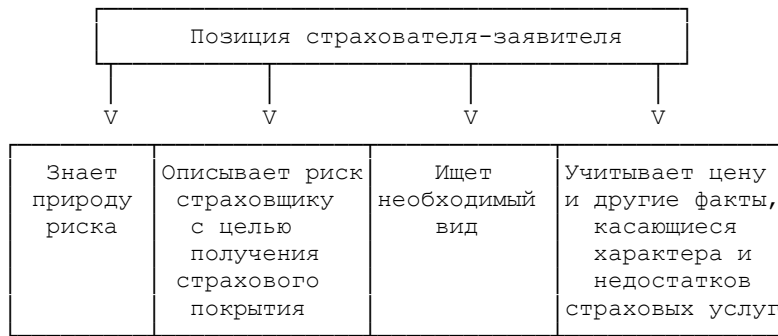 Позиция страхователя-заявителя
V V V V
Знает
природу
риска
Описывает риск
страховщику
с целью
получения
страхового
покрытия
Ищет
необходимый
вид
Учитывает цену
и другие факты,
касающиеся
характера и
недостатков
страховых услуг